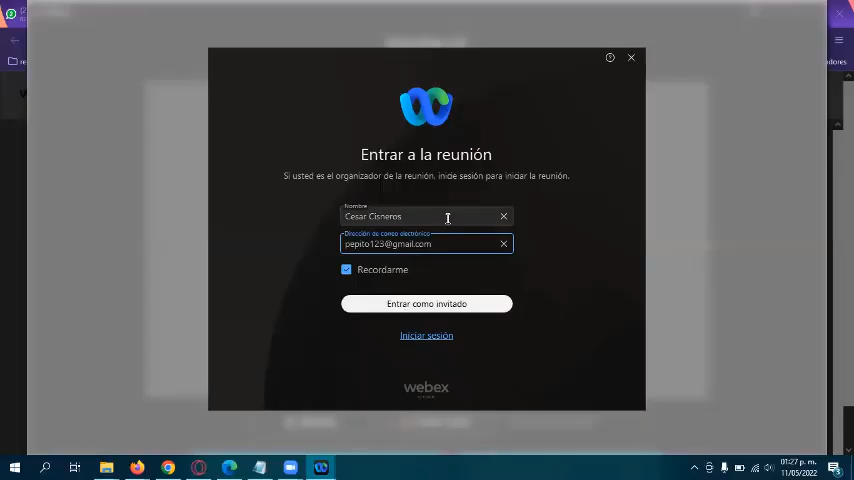 Entrar a la reunión
Si usted es el organizador de la reunión, inicie sesión para iniciar la reunión.
Nombre
Cesar Cisneros
Dirección de correo electrónico
pepito123@gmail.com
Recordarme
Entrar como invitado
Iniciar sesión
webex
01:27 p. m.
11/05/2022